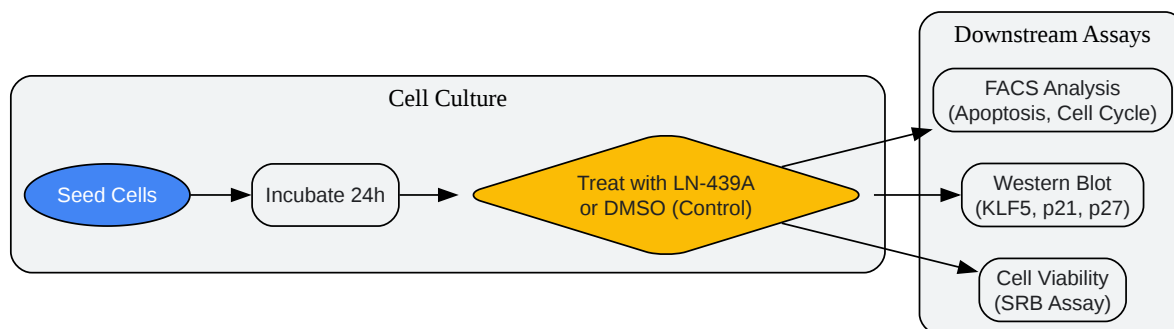 Cell Culture
Seed Cells
Incubate 24h
Treat with LN-439A
or DMSO (Control)
Downstream Assays
FACS Analysis
(Apoptosis, Cell Cycle)
Western Blot
(KLF5, p21, p27)
Cell Viability
(SRB Assay)